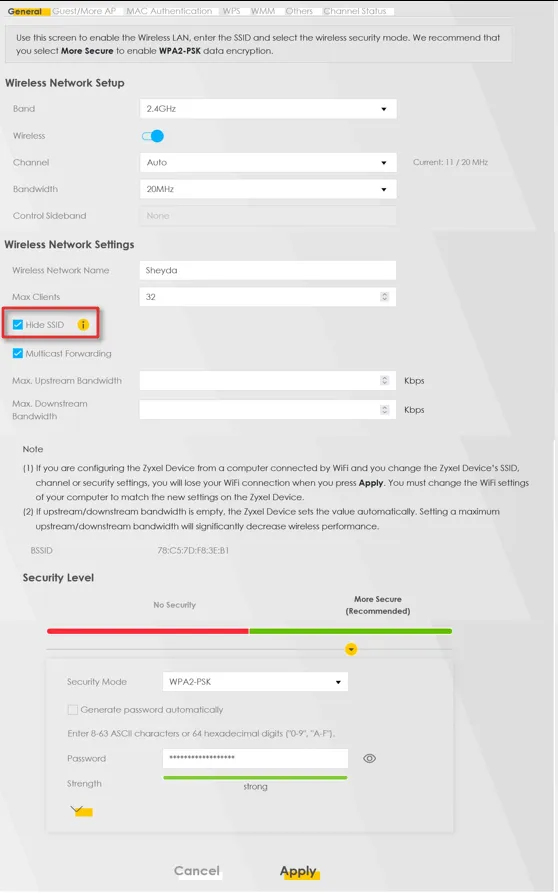 General Guest/More AP MAC Authentication WPS WMM Others Channel Status
Use this screen to enable the Wireless LAN, enter the SSID and select the wireless security mode. We recommend that
you select More Secure to enable WPA2-PSK data encryption.
Wireless Network Setup
Band 2.4GHz
Wireless
Channel Auto Current: 11 / 20 MHz
Bandwidth 20MHz
Control Sideband None
Wireless Network Settings
Wireless Network Name Sheyda
Max Clients 32
Hide SSID i
Multicast Forwarding
Max. Upstream Bandwidth Kbps
Max. Downstream
Bandwidth Kbps
Note
(1) If you are configuring the Zyxel Device from a computer connected by WiFi and you change the Zyxel Device's SSID,
channel or security settings, you will lose your WiFi connection when you press Apply. You must change the WiFi settings
of your computer to match the new settings on the Zyxel Device.
(2) If upstream/downstream bandwidth is empty, the Zyxel Device sets the value automatically. Setting a maximum
upstream/downstream bandwidth will significantly decrease wireless performance.
BSSID 78:C5:7D:F8:3E:B1
Security Level
No Security
More Secure
(Recommended)
Security Mode WPA2-PSK
Generate password automatically
Enter 8-63 ASCII characters or 64 hexadecimal digits ("0-9", "A-F").
Password ******************
Strength
strong
Cancel Apply